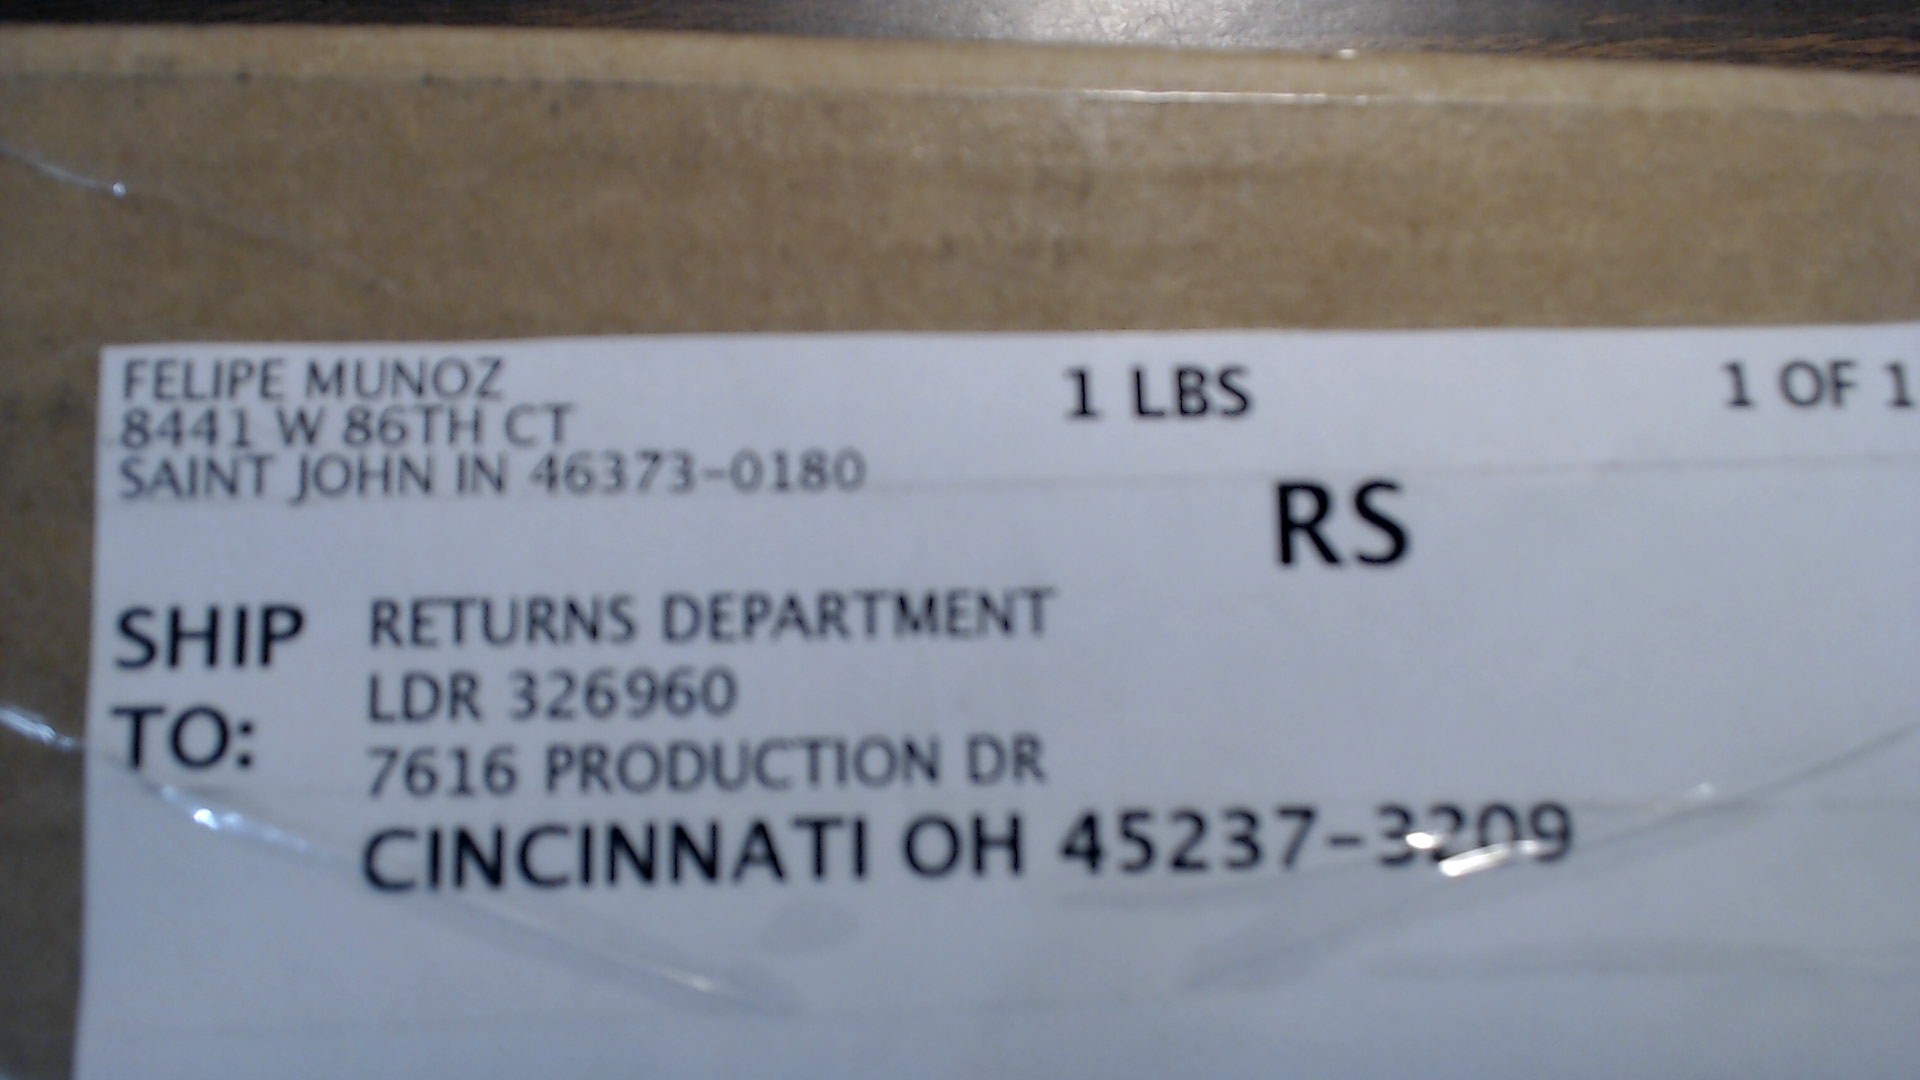 FELIPE MUNOZ
8441 W 86TH CT
SAINT JOHN IN 46373-0180
1 LBS
1 OF 1
RS
SHIP TO:
RETURNS DEPARTMENT
LDR 326960
7616 PRODUCTION DR
CINCINNATI OH 45237-3209